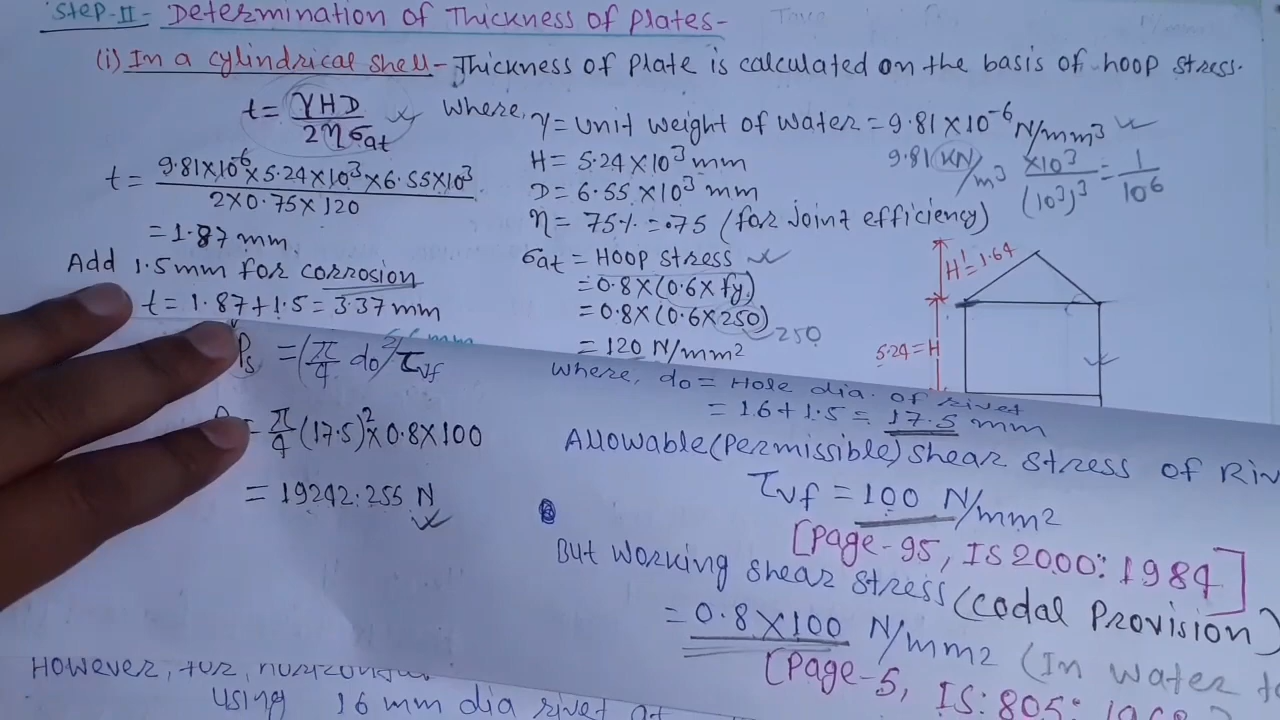 Step-II- Determination of Thickness of plates-
(i) In a cylindrical shell - Thickness of plate is calculated on the basis of hoop stress.
t = γHD / 2ησat
where, γ = unit weight of water = 9.81×10⁻⁶ N/mm³
H = 5.24×10³ mm
9.81 KN/m³ ×10³/(10³)³ = 1/10⁶
t = 9.81×10⁻⁶×5.24×10³×6.55×10³ / 2×0.75×120
D = 6.55×10³ mm
η = 75% = .75 (for joint efficiency)
= 1.87 mm
σat = Hoop stress
Add 1.5mm for corrosion
= 0.8×(0.6×fy)
t = 1.87+1.5 = 3.37 mm
= 0.8×(0.6×250)
250
= 120 N/mm²
H' = 1.64
5.24 = H
Ps = (π/4 do²) τvf
where, do = Hole dia. of rivet
= 16+1.5 = 17.5 mm
= π/4 (17.5)²×0.8×100
Allowable (Permissible) shear stress of
= 19242.255 N
τvf = 100 N/mm²
[Page-95, IS 2000: 1984]
But working shear stress (codal Provision)
= 0.8×100 N/mm² (In water
[Page-5, IS: 805:
However, for,
using 16 mm dia rivet at